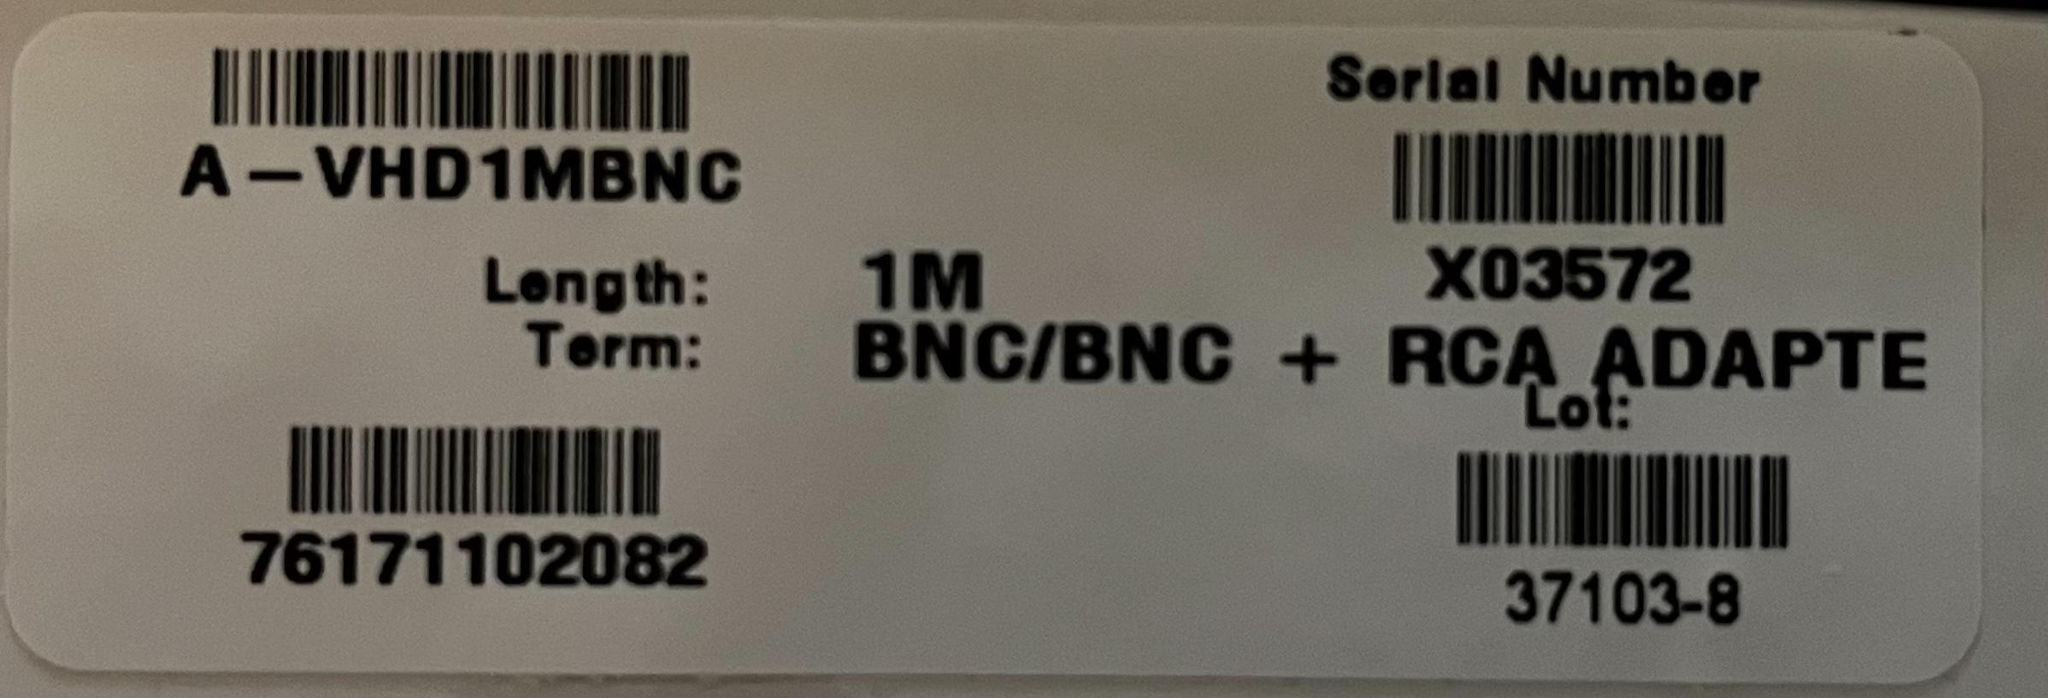 Serial Number
A-VHD1MBNC
X03572
Length: 1M
Term: BNC/BNC + RCA ADAPTE
Lot:
76171102082
37103-8